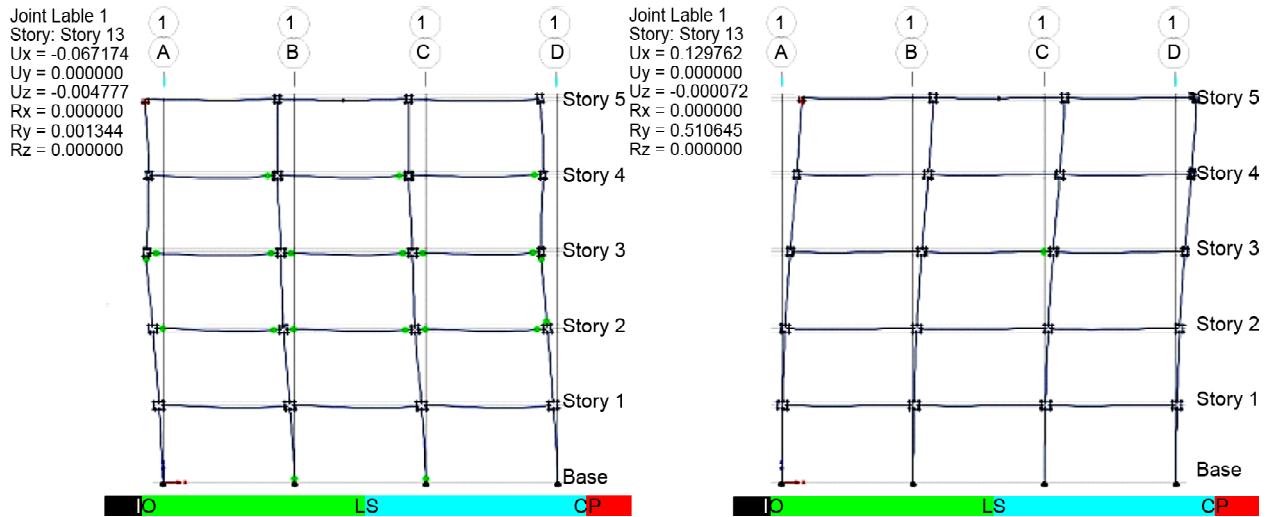 Joint Lable 1
Story: Story 13
Ux = -0.067174
Uy = 0.000000
Uz = -0.004777
Rx = 0.000000
Ry = 0.001344
Rz = 0.000000
1 1 1 1
A B C D
Story 5
Story 4
Story 3
Story 2
Story 1
Base
IO LS CP
Joint Lable 1
Story: Story 13
Ux = 0.129762
Uy = 0.000000
Uz = -0.000072
Rx = 0.000000
Ry = 0.510645
Rz = 0.000000
1 1 1 1
A B C D
Story 5
Story 4
Story 3
Story 2
Story 1
Base
IO LS CP